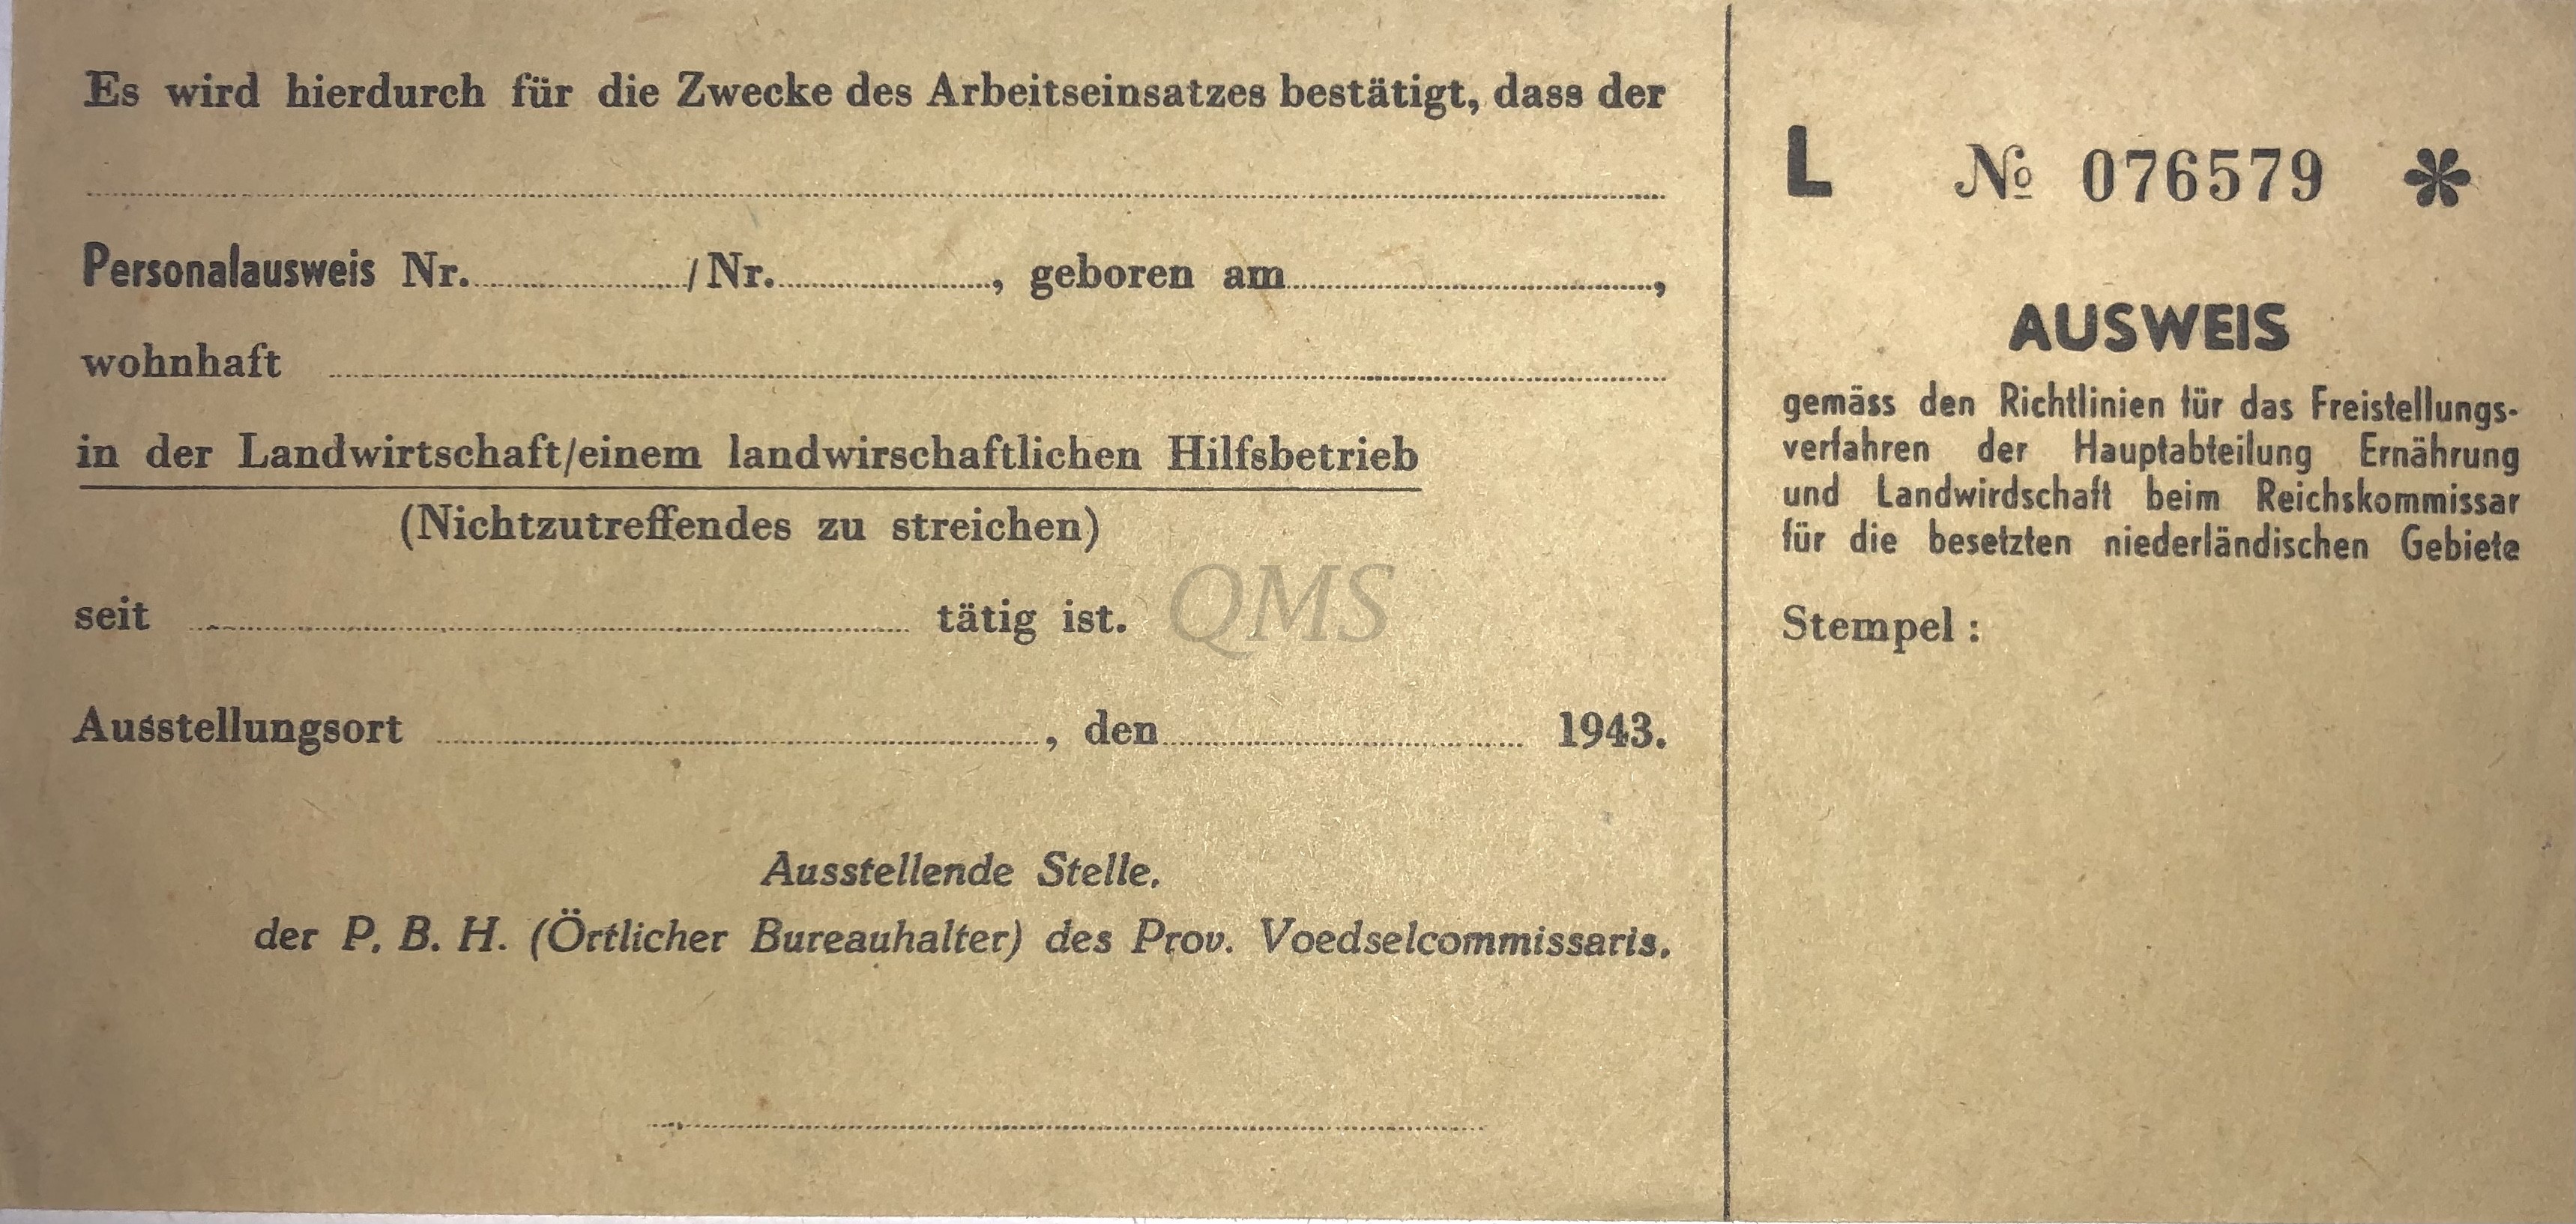 Es wird hierdurch für die Zwecke des Arbeitseinsatzes bestätigt, dass der
Personalausweis Nr. /Nr. , geboren am ,
wohnhaft
in der Landwirtschaft/einem landwirschaftlichen Hilfsbetrieb
(Nichtzutreffendes zu streichen)
seit tätig ist.
QMS
Ausstellungsort , den 1943.
Ausstellende Stelle.
der P. B. H. (Örtlicher Bureauhalter) des Prov. Voedselcommissaris.
L № 076579 *
AUSWEIS
gemäss den Richtlinien für das Freistellungs-
verfahren der Hauptabteilung Ernährung
und Landwirdschaft beim Reichskommissar
für die besetzten niederländischen Gebiete
Stempel :